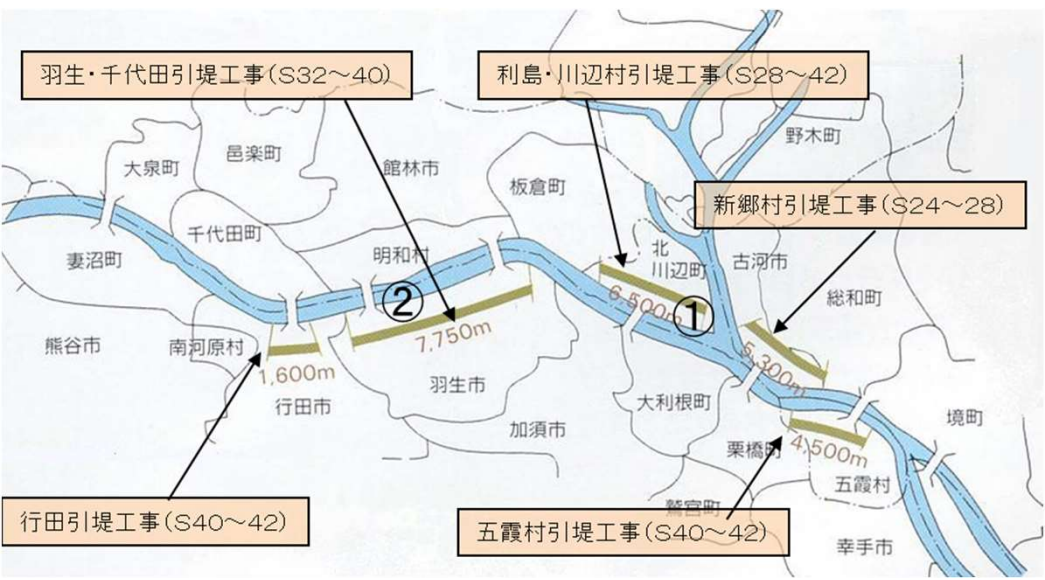 羽生・千代田引堤工事(S32～40)
利島・川辺村引堤工事(S28～42)
野木町
邑楽町
大泉町
館林市
板倉町
新郷村引堤工事(S24～28)
千代田町
明和村
北
川辺町
古河市
妻沼町
総和町
②
6,500m
①
熊谷市
南河原村
7,750m
5,300m
1,600m
羽生市
行田市
大利根町
境町
加須市
栗橋町
4,500m
五霞村
鷲宮町
行田引堤工事(S40～42)
五霞村引堤工事(S40～42)
幸手市